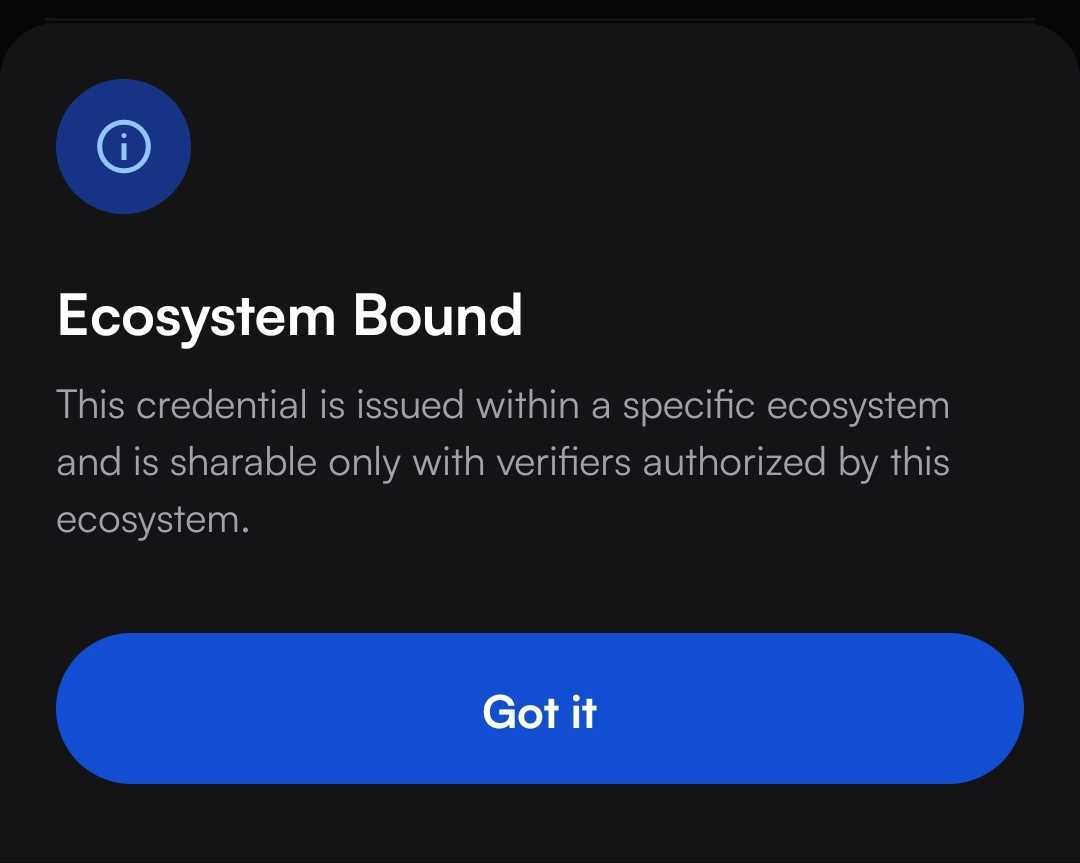 Ecosystem Bound
This credential is issued within a specific ecosystem
and is sharable only with verifiers authorized by this
ecosystem.
Got it